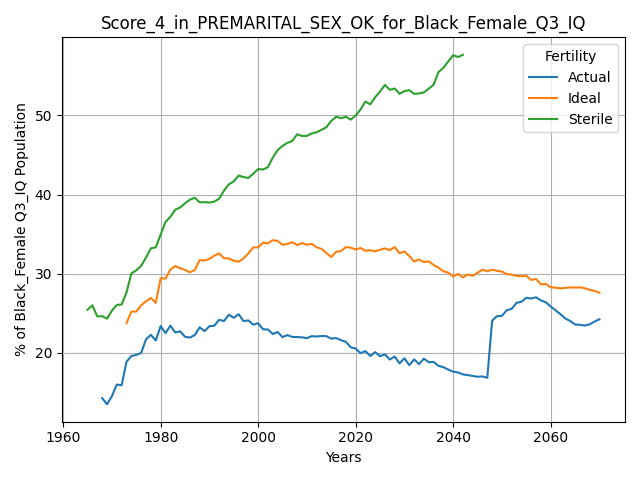 Score_4_in_PREMARITAL_SEX_OK_for_Black_Female_Q3_IQ
% of Black_Female Q3_IQ Population
50
40
30
20
Fertility
Actual
Ideal
Sterile
1960 1980 2000 2020 2040 2060
Years